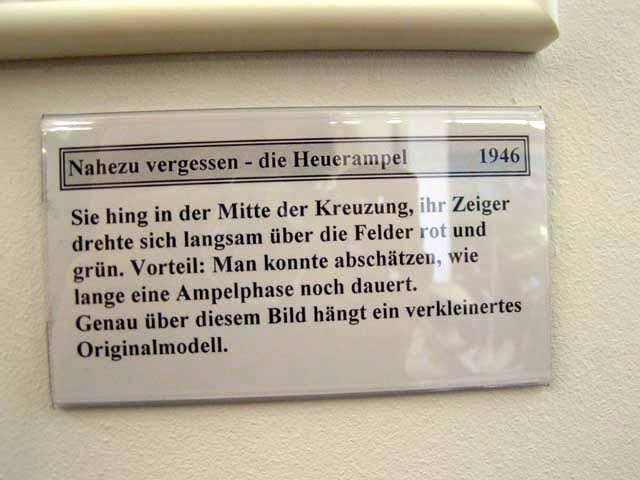 Nahezu vergessen - die Heuerampel 1946
Sie hing in der Mitte der Kreuzung, ihr Zeiger
drehte sich langsam über die Felder rot und
grün. Vorteil: Man konnte abschätzen, wie
lange eine Ampelphase noch dauert.
Genau über diesem Bild hängt ein verkleinertes
Originalmodell.